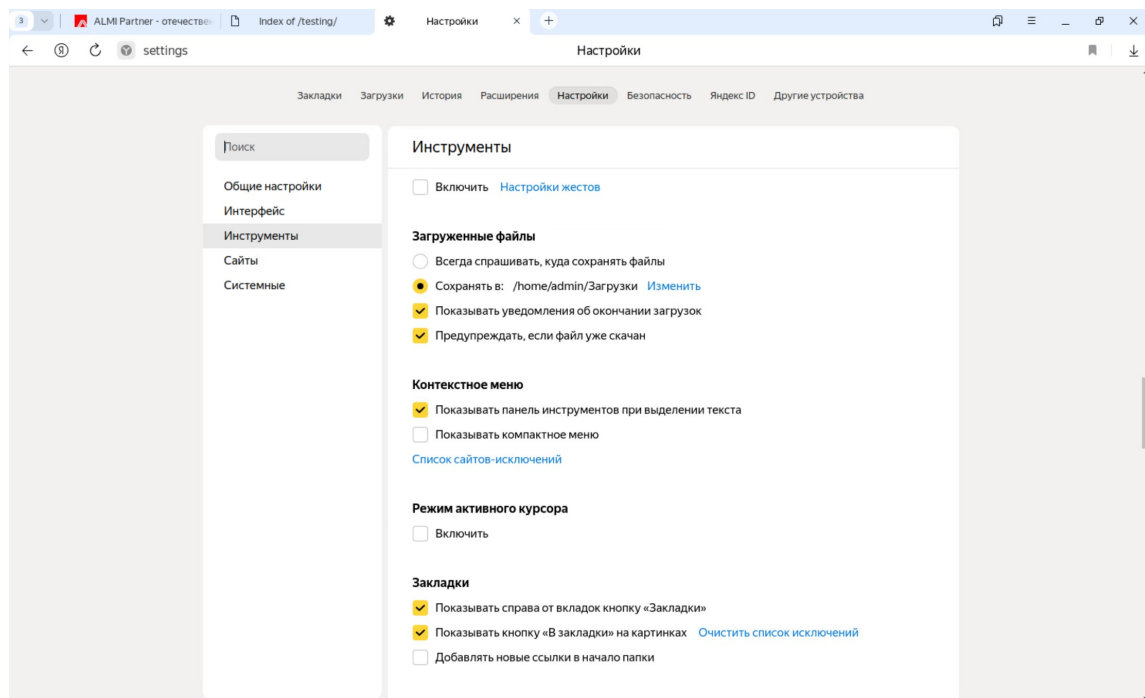 3 ALMI Partner - отечествен Index of /testing/ Настройки
settings Настройки
Закладки Загрузки История Расширения Настройки Безопасность Яндекс ID Другие устройства
Поиск
Общие настройки
Интерфейс
Инструменты
Сайты
Системные
Инструменты
Включить Настройки жестов
Загруженные файлы
Всегда спрашивать, куда сохранять файлы
Сохранять в: /home/admin/Загрузки Изменить
Показывать уведомления об окончании загрузок
Предупреждать, если файл уже скачан
Контекстное меню
Показывать панель инструментов при выделении текста
Показывать компактное меню
Список сайтов-исключений
Режим активного курсора
Включить
Закладки
Показывать справа от вкладок кнопку «Закладки»
Показывать кнопку «В закладки» на картинках Очистить список исключений
Добавлять новые ссылки в начало папки